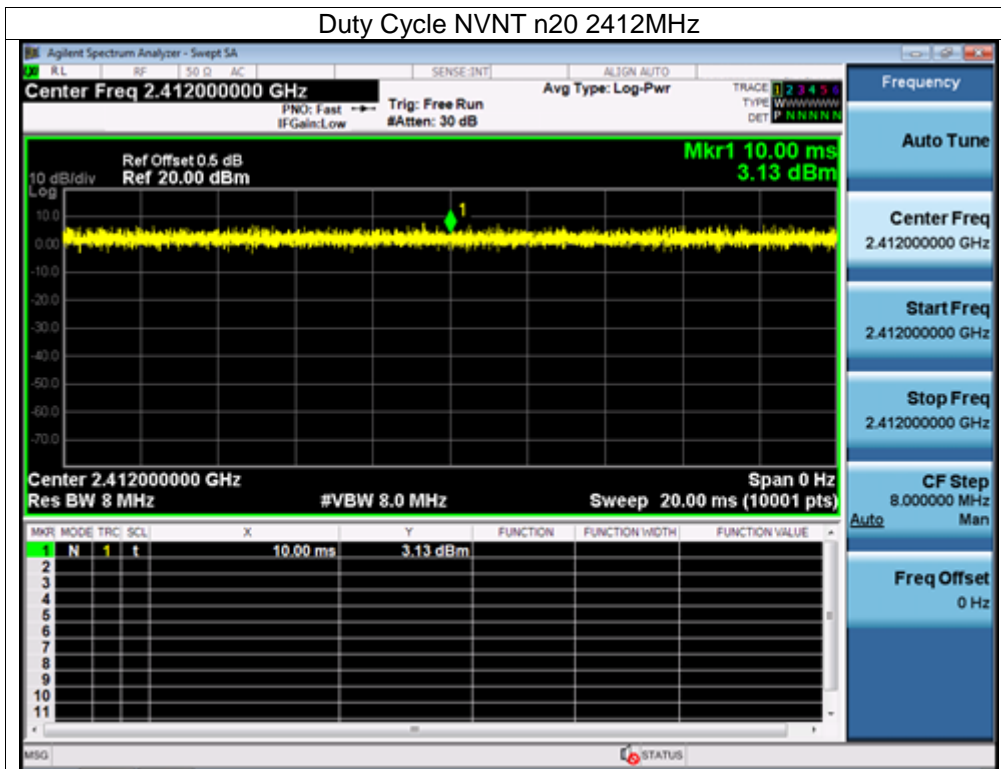 Duty Cycle NVNT n20 2412MHz
Agilent Spectrum Analyzer - Swept SA
RL RF 50 Ω AC SENSE:INT ALIGN AUTO
Center Freq 2.412000000 GHz
PNO: Fast
IFGain:Low
Trig: Free Run
#Atten: 30 dB
Avg Type: Log-Pwr
TRACE 1 2 3 4 5 6
TYPE WWWWWWW
DET P N N N N N
Mkr1 10.00 ms
3.13 dBm
Ref Offset 0.5 dB
10 dB/div Ref 20.00 dBm
Log
1
10.0
0.00
-10.0
-20.0
-30.0
-40.0
-50.0
-60.0
-70.0
Center 2.412000000 GHz Span 0 Hz
Res BW 8 MHz #VBW 8.0 MHz Sweep 20.00 ms (10001 pts)
MKR MODE TRC SCL X Y FUNCTION FUNCTION WIDTH FUNCTION VALUE
1 N 1 t 10.00 ms 3.13 dBm
2
3
4
5
6
7
8
9
10
11
MSG STATUS
Frequency
Auto Tune
Center Freq
2.412000000 GHz
Start Freq
2.412000000 GHz
Stop Freq
2.412000000 GHz
CF Step
8.000000 MHz
Auto Man
Freq Offset
0 Hz